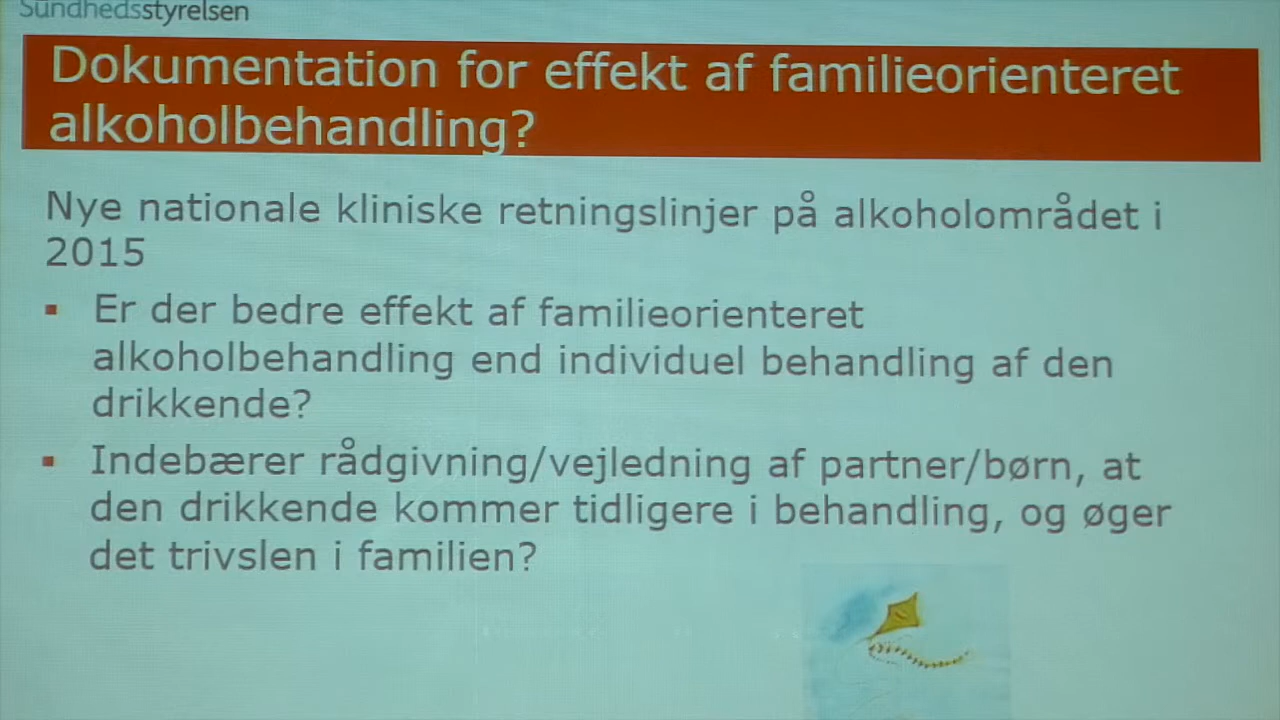 Sundhedsstyrelsen
Dokumentation for effekt af familieorienteret
alkoholbehandling?
Nye nationale kliniske retningslinjer på alkoholområdet i
2015
▪ Er der bedre effekt af familieorienteret
alkoholbehandling end individuel behandling af den
drikkende?
▪ Indebærer rådgivning/vejledning af partner/børn, at
den drikkende kommer tidligere i behandling, og øger
det trivslen i familien?